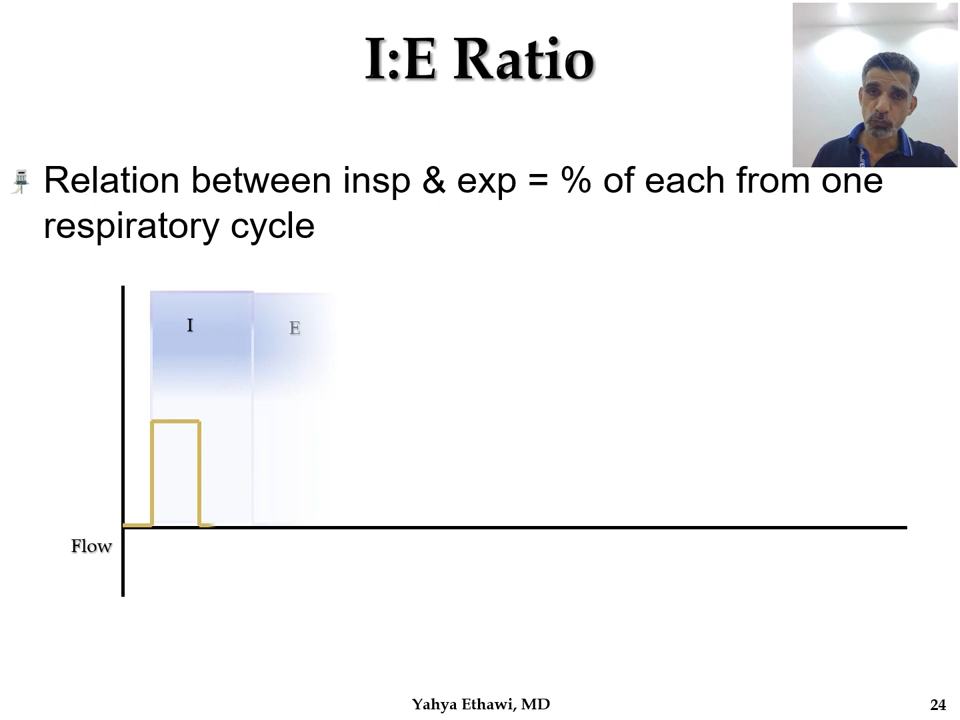 I:E Ratio
Relation between insp & exp = % of each from one
respiratory cycle
I
E
Flow
Yahya Ethawi, MD
24